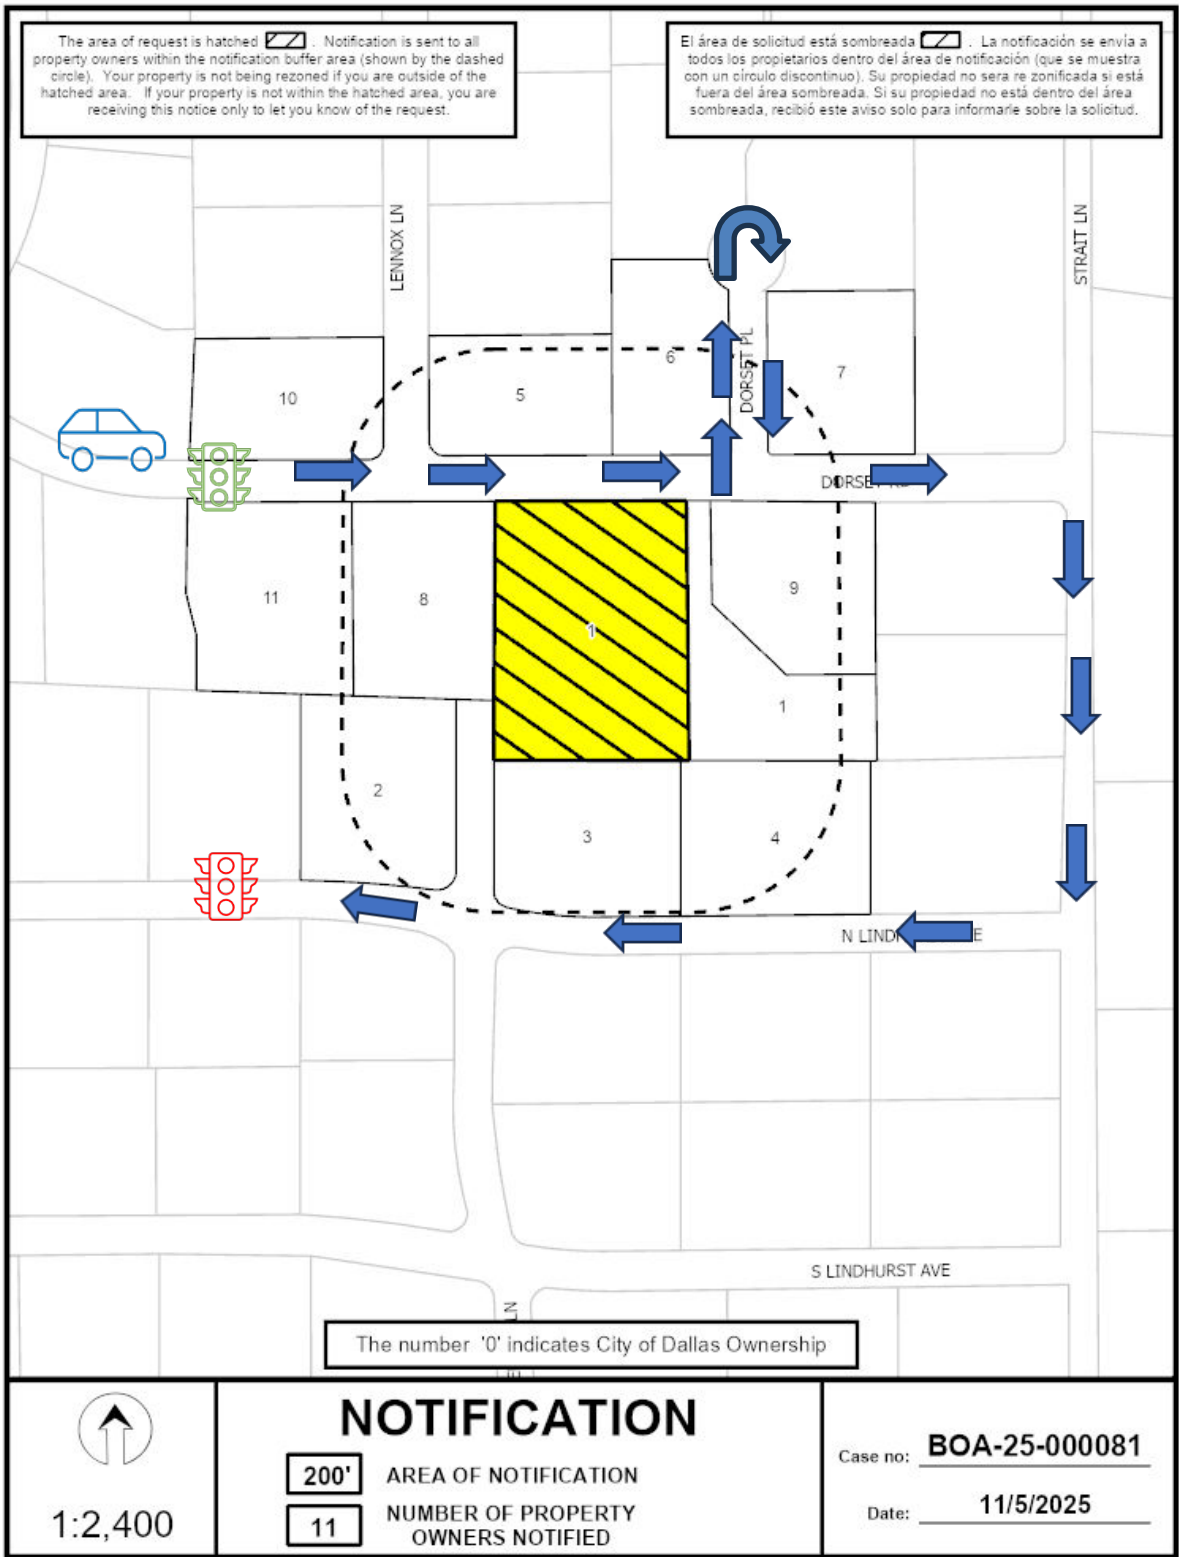 The area of request is hatched . Notification is sent to all
property owners within the notification buffer area (shown by the dashed
circle). Your property is not being rezoned if you are outside of the
hatched area. If your property is not within the hatched area, you are
receiving this notice only to let you know of the request.
El área de solicitud está sombreada . La notificación se envía a
todos los propietarios dentro del área de notificación (que se muestra
con un círculo discontinuo). Su propiedad no sera re zonificada si está
fuera del área sombreada. Si su propiedad no está dentro del área
sombreada, recibió este aviso solo para informarle sobre la solicitud.
LENNOX LN
STRAIT LN
DORSET PL
10
5
6
7
11
8
1
9
1
2
3
4
N
S LINDHURST AVE
LN
The number '0' indicates City of Dallas Ownership
1:2,400
NOTIFICATION
200' AREA OF NOTIFICATION
11 NUMBER OF PROPERTY
OWNERS NOTIFIED
Case no: BOA-25-000081
Date: 11/5/2025